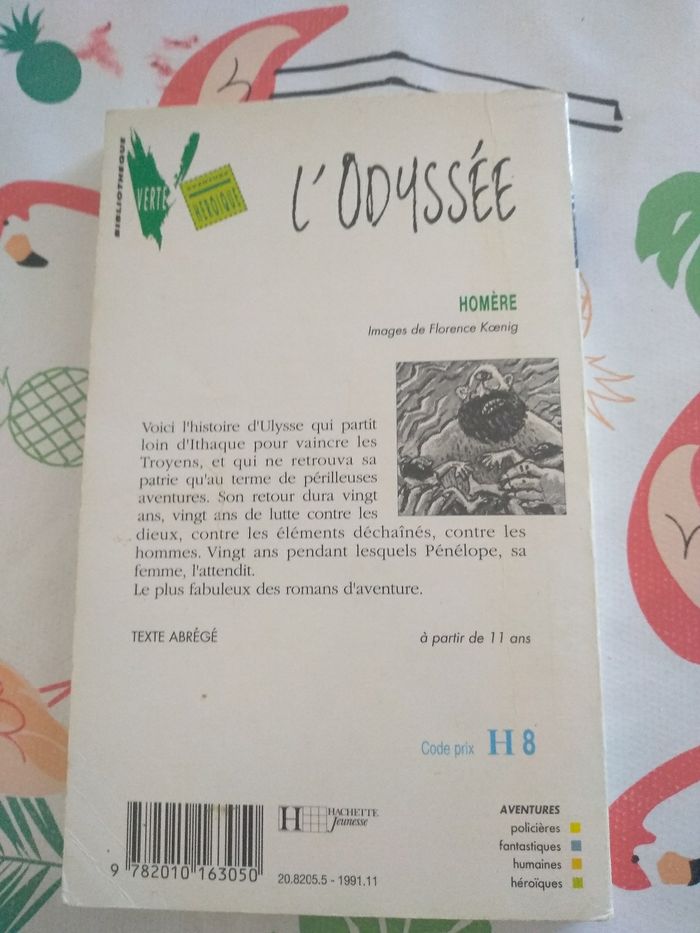 BIBLIOTHEQUE
VERTE
AVENTURE
HÉROÏQUE
L'ODYSSÉE
HOMÈRE
Images de Florence Kœnig
Voici l'histoire d'Ulysse qui partit
loin d'Ithaque pour vaincre les
Troyens, et qui ne retrouva sa
patrie qu'au terme de périlleuses
aventures. Son retour dura vingt
ans, vingt ans de lutte contre les
dieux, contre les éléments déchaînés, contre les
hommes. Vingt ans pendant lesquels Pénélope, sa
femme, l'attendit.
Le plus fabuleux des romans d'aventure.
TEXTE ABRÉGÉ
à partir de 11 ans
Code prix H 8
9 782010 163050
H HACHETTE
Jeunesse
20.8205.5 - 1991.11
AVENTURES
policières
fantastiques
humaines
héroïques